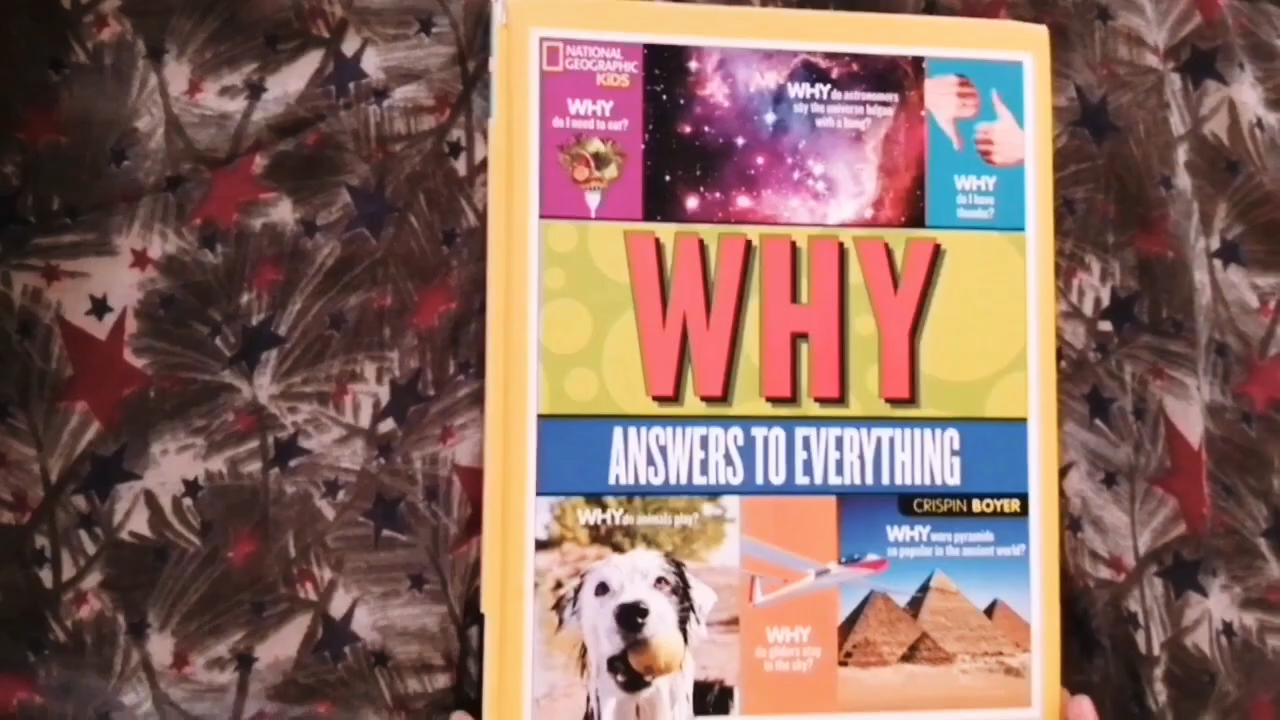 NATIONAL
GEOGRAPHIC
KiDS
WHY
do I need to eat?
WHY do astronomers
say the universe began
with a bang?
WHY
do I have
thumbs?
WHY
ANSWERS TO EVERYTHING
CRISPIN BOYER
WHY do animals play?
WHY
do gliders stay
in the sky?
WHY were pyramids
so popular in the ancient world?